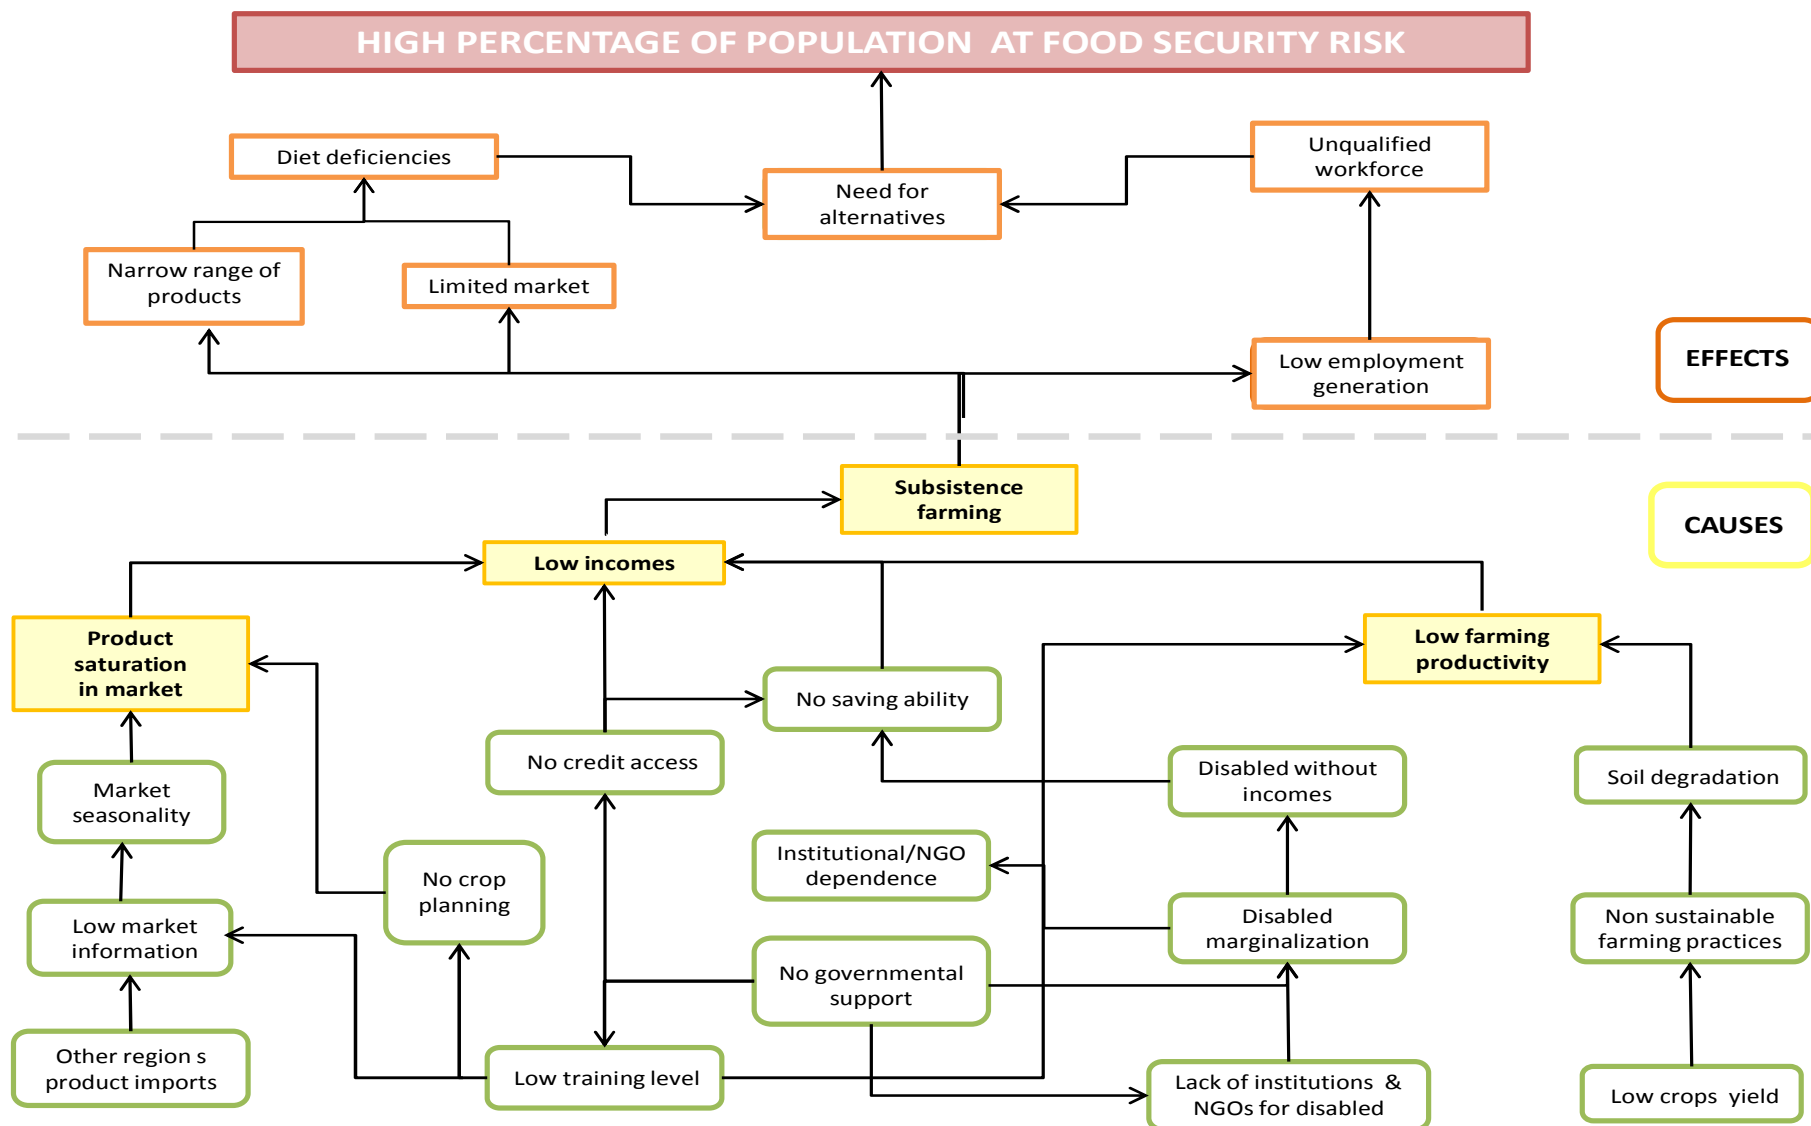 HIGH PERCENTAGE OF POPULATION AT FOOD SECURITY RISK
Diet deficiencies
Unqualified
workforce
Need for
alternatives
Narrow range of
products
Limited market
Low employment
generation
EFFECTS
Subsistence
farming
CAUSES
Low incomes
Product
saturation
in market
Low farming
productivity
No saving ability
No credit access
Market
seasonality
Disabled without
incomes
Soil degradation
Institutional/NGO
dependence
No crop
planning
Low market
information
Disabled
marginalization
Non sustainable
farming practices
No governmental
support
Other region s
product imports
Low training level
Lack of institutions &
NGOs for disabled
Low crops yield